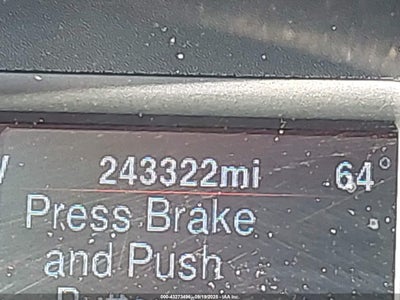 243322mi 64°
Press Brake
and Push